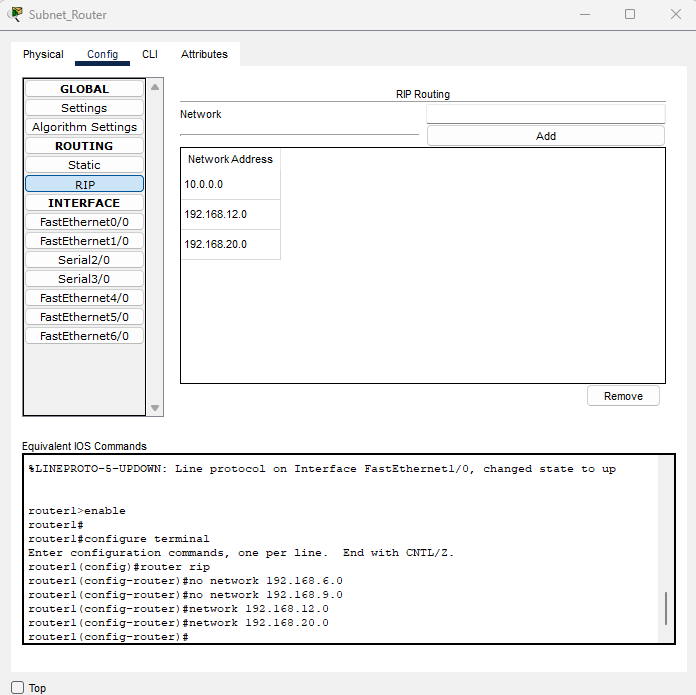 Subnet_Router
Physical Config CLI Attributes
GLOBAL
Settings
Algorithm Settings
ROUTING
Static
RIP
INTERFACE
FastEthernet0/0
FastEthernet1/0
Serial2/0
Serial3/0
FastEthernet4/0
FastEthernet5/0
FastEthernet6/0
RIP Routing
Network
Add
Network Address
10.0.0.0
192.168.12.0
192.168.20.0
Remove
Equivalent IOS Commands
%LINEPROTO-5-UPDOWN: Line protocol on Interface FastEthernet1/0, changed state to up
router1>enable
router1#
router1#configure terminal
Enter configuration commands, one per line.  End with CNTL/Z.
router1(config)#router rip
router1(config-router)#no network 192.168.6.0
router1(config-router)#no network 192.168.9.0
router1(config-router)#network 192.168.12.0
router1(config-router)#network 192.168.20.0
router1(config-router)#
Top